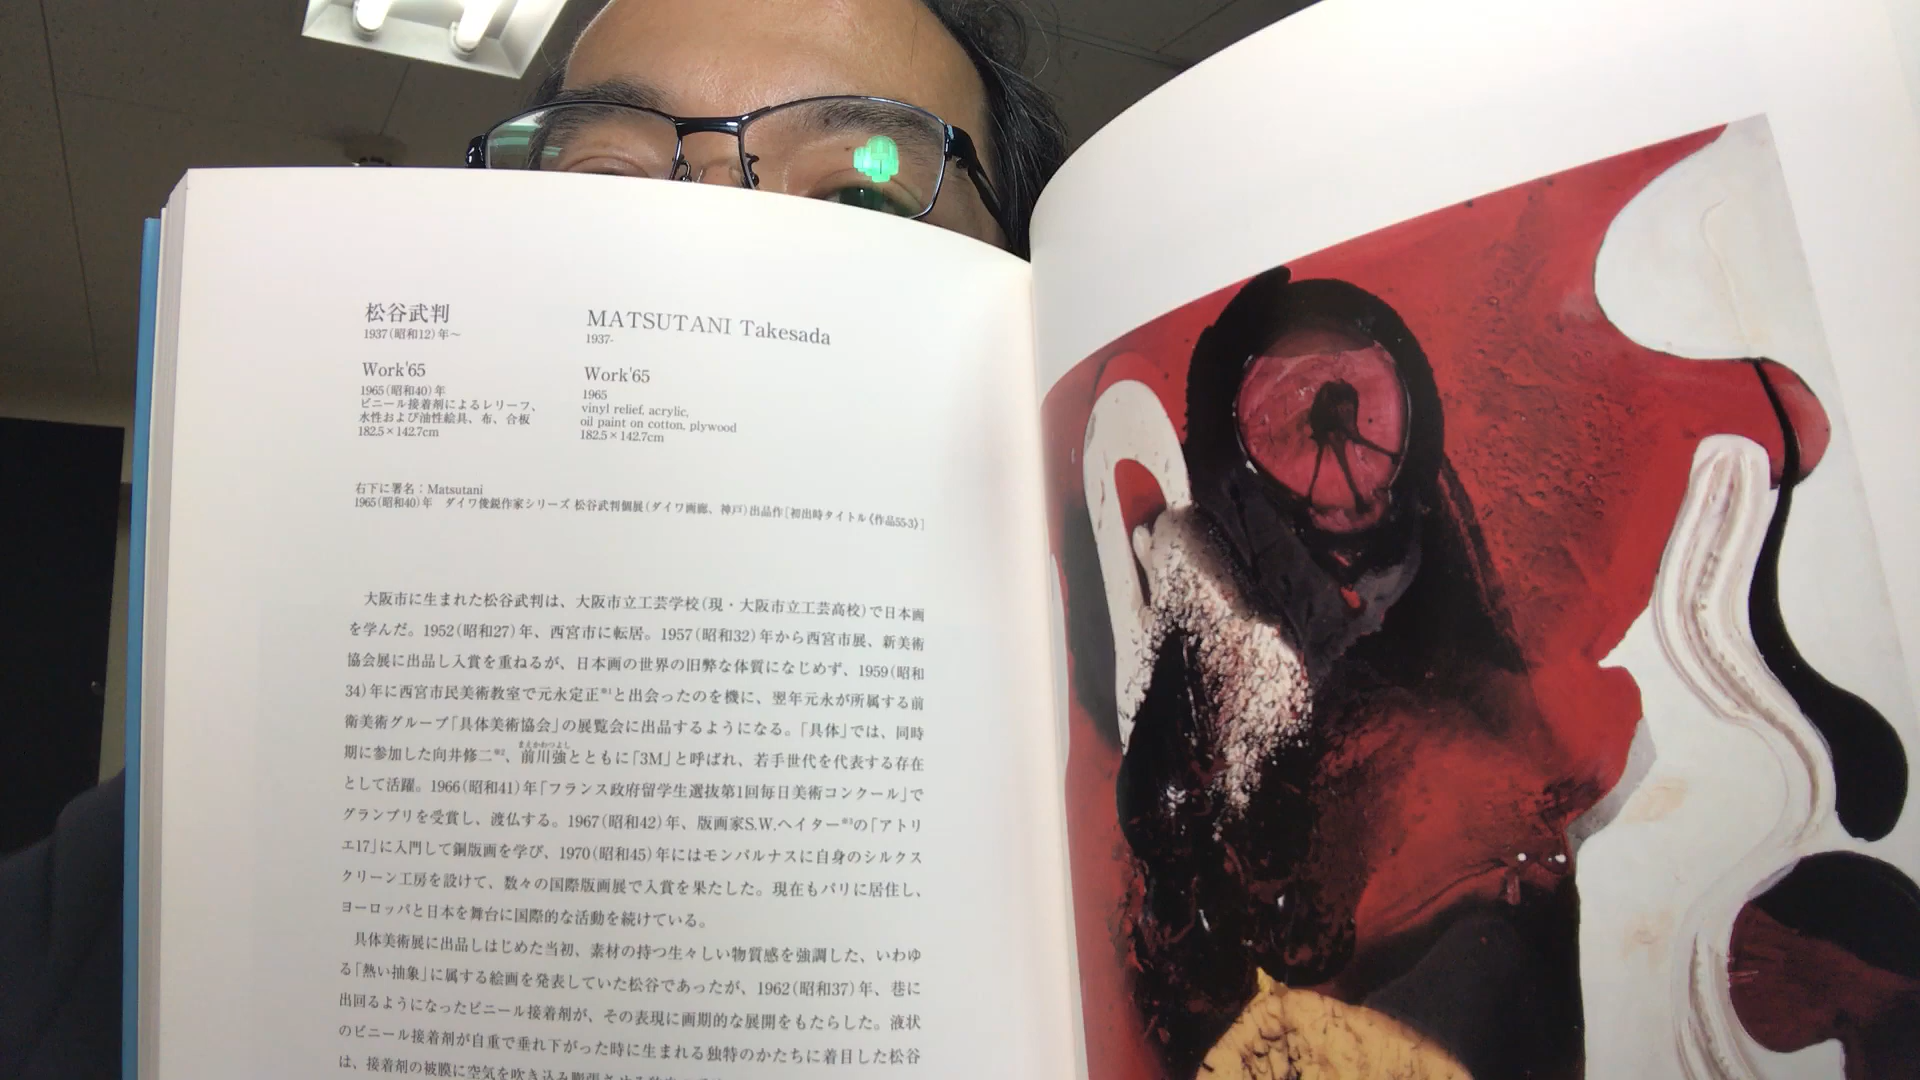 松谷武判
1937(昭和12)年〜
Work'65
1965(昭和40)年
ビニール接着剤によるレリーフ、
水性および油性絵具、布、合板
182.5×142.7cm
MATSUTANI Takesada
1937-
Work'65
1965
vinyl relief, acrylic,
oil paint on cotton, plywood
182.5×142.7cm
右下に署名：Matsutani
1965(昭和40)年　ダイワ俊鋭作家シリーズ 松谷武判個展(ダイワ画廊、神戸)出品作[初出時タイトル《作品55-3》]
大阪市に生まれた松谷武判は、大阪市立工芸学校(現・大阪市立工芸高校)で日本画
を学んだ。1952(昭和27)年、西宮市に転居。1957(昭和32)年から西宮市展、新美術
協会展に出品し入賞を重ねるが、日本画の世界の旧弊な体質になじめず、1959(昭和
34)年に西宮市民美術教室で元永定正※1と出会ったのを機に、翌年元永が所属する前
衛美術グループ「具体美術協会」の展覧会に出品するようになる。「具体」では、同時
まえかわつよし
期に参加した向井修二※2、前川強とともに「3M」と呼ばれ、若手世代を代表する存在
として活躍。1966(昭和41)年「フランス政府留学生選抜第1回毎日美術コンクール」で
グランプリを受賞し、渡仏する。1967(昭和42)年、版画家S.W.ヘイター※3の「アトリ
エ17」に入門して銅版画を学び、1970(昭和45)年にはモンパルナスに自身のシルクス
クリーン工房を設けて、数々の国際版画展で入賞を果たした。現在もパリに居住し、
ヨーロッパと日本を舞台に国際的な活動を続けている。
具体美術展に出品しはじめた当初、素材の持つ生々しい物質感を強調した、いわゆ
る「熱い抽象」に属する絵画を発表していた松谷であったが、1962(昭和37)年、巷に
出回るようになったビニール接着剤が、その表現に画期的な展開をもたらした。液状
のビニール接着剤が自重で垂れ下がった時に生まれる独特のかたちに着目した松谷
は、接着剤の被膜に空気を吹き込み膨張させる